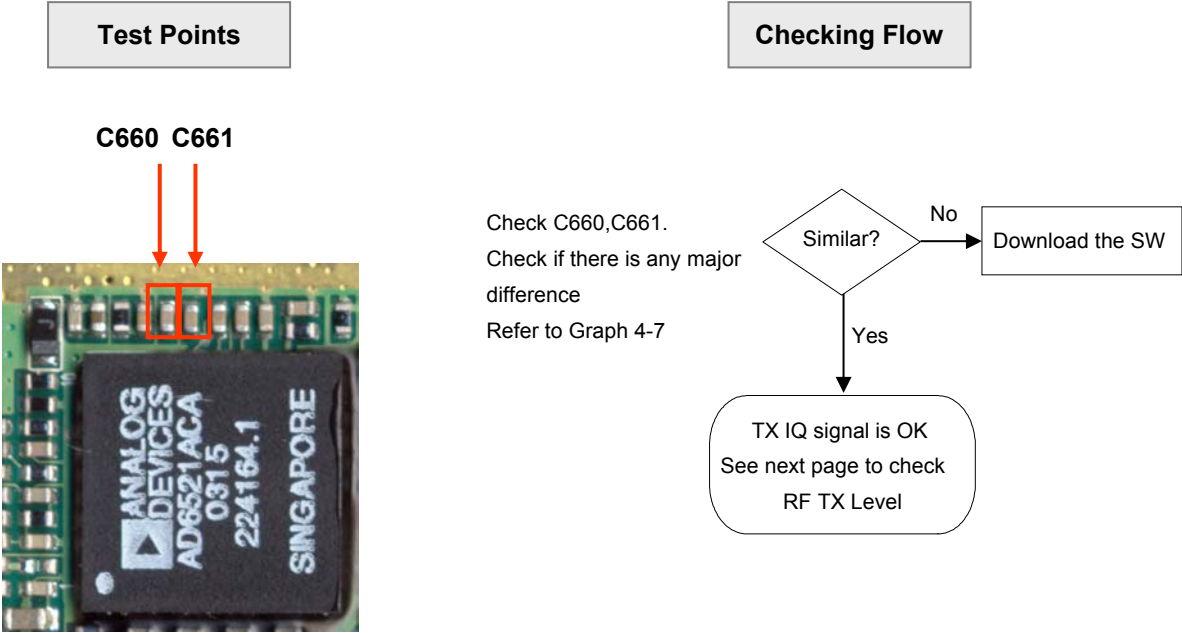 Test Points
Checking Flow
C660 C661
Check C660,C661.
Check if there is any major
difference
Refer to Graph 4-7
Similar?
No
Download the SW
Yes
TX IQ signal is OK
See next page to check
RF TX Level
ANALOG
DEVICES
AD6521ACA
0315
224164.1
SINGAPORE